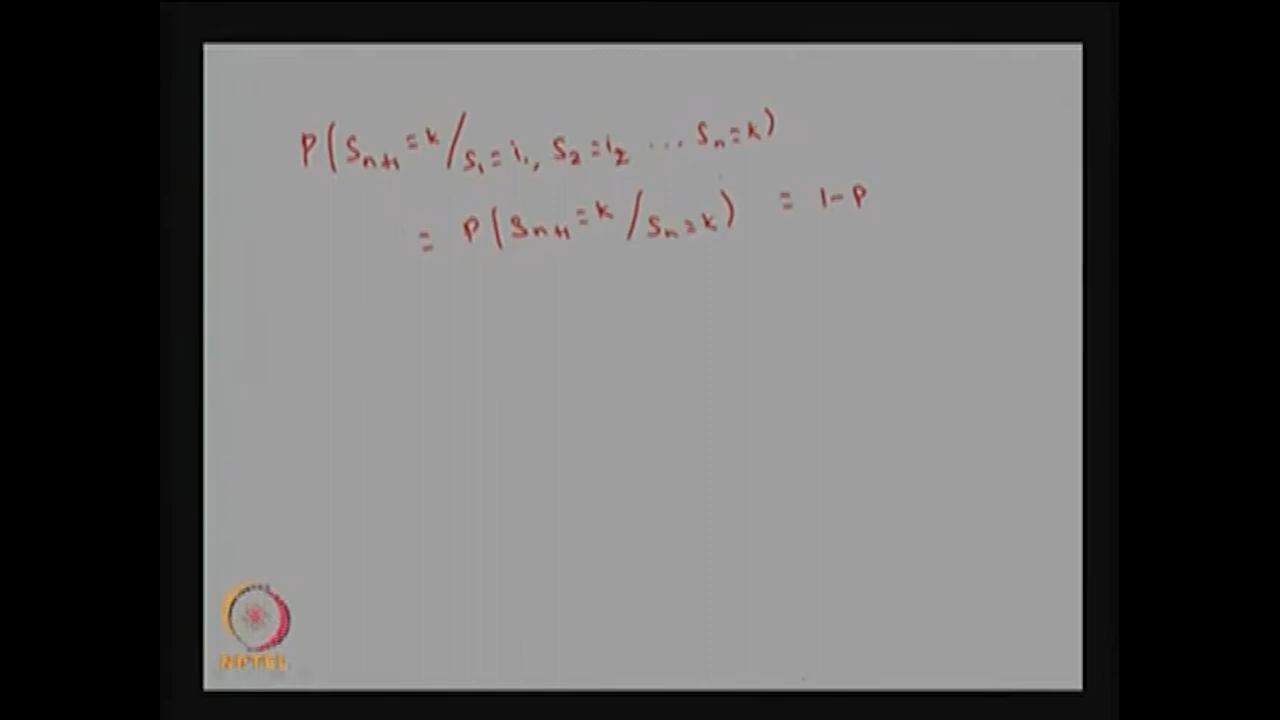 P(Sn+1 = k / S1 = i1, S2 = i2 ... Sn = k)
= P(Sn+1 = k / Sn = k) = 1 - P
NPTEL